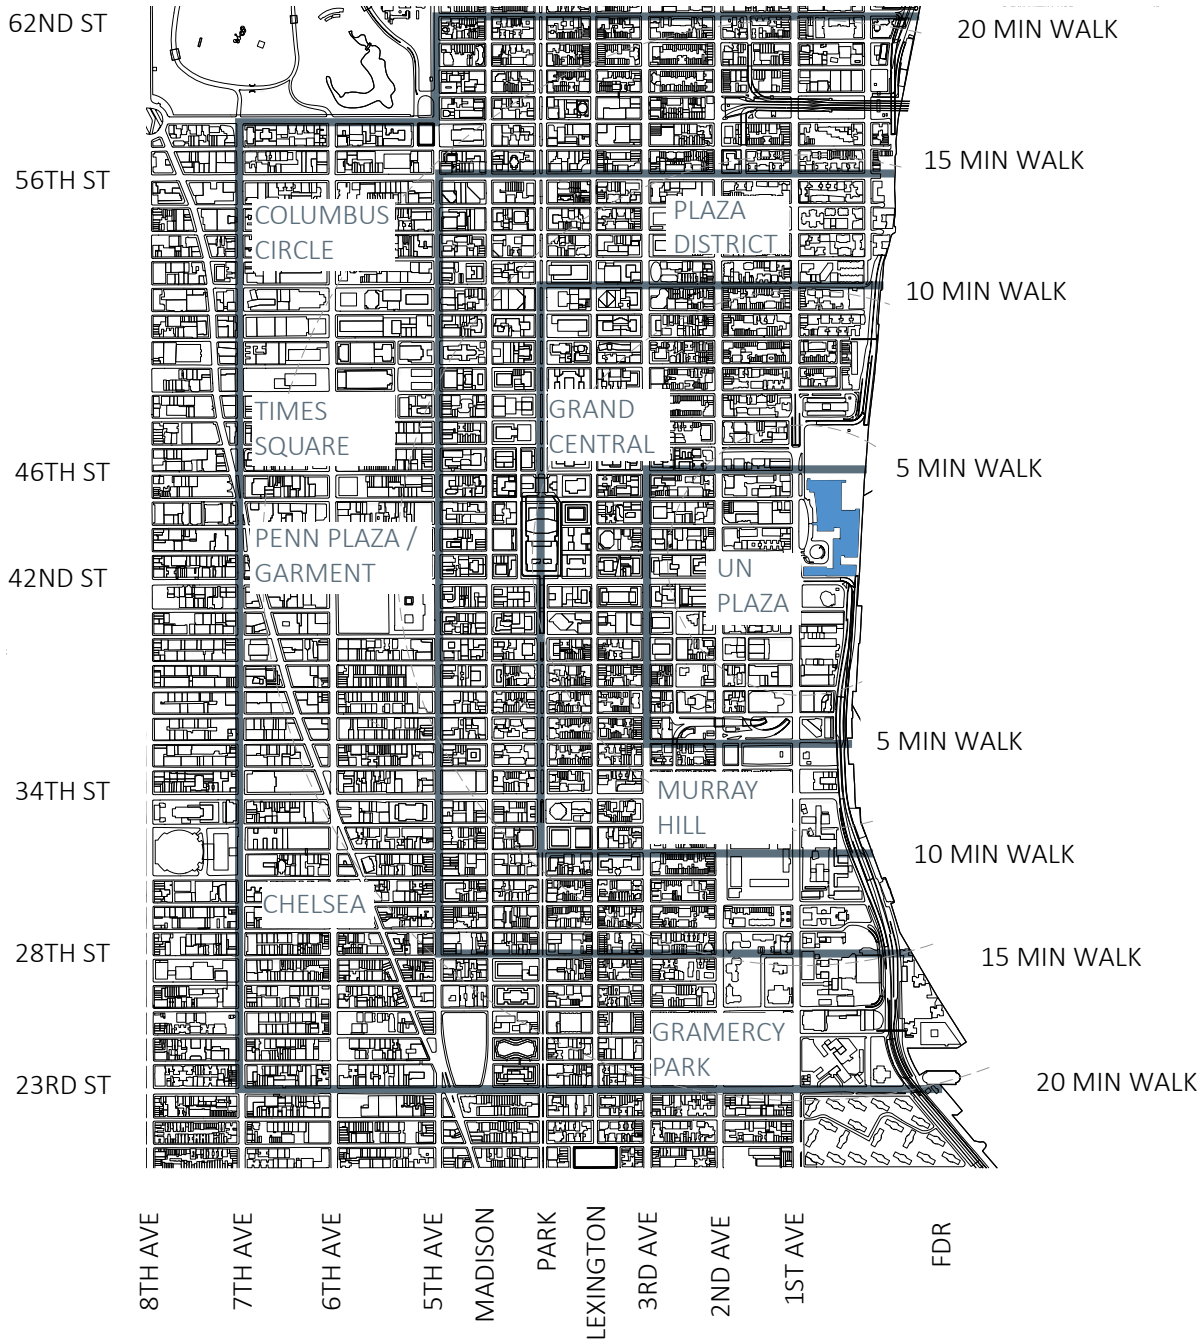 62ND ST
20 MIN WALK
15 MIN WALK
56TH ST
COLUMBUS
CIRCLE
PLAZA
DISTRICT
10 MIN WALK
TIMES
SQUARE
GRAND
CENTRAL
46TH ST
5 MIN WALK
PENN PLAZA /
GARMENT
42ND ST
UN
PLAZA
5 MIN WALK
34TH ST
MURRAY
HILL
10 MIN WALK
CHELSEA
28TH ST
15 MIN WALK
GRAMERCY
PARK
23RD ST
20 MIN WALK
8TH AVE
7TH AVE
6TH AVE
5TH AVE
MADISON
PARK
LEXINGTON
3RD AVE
2ND AVE
1ST AVE
FDR